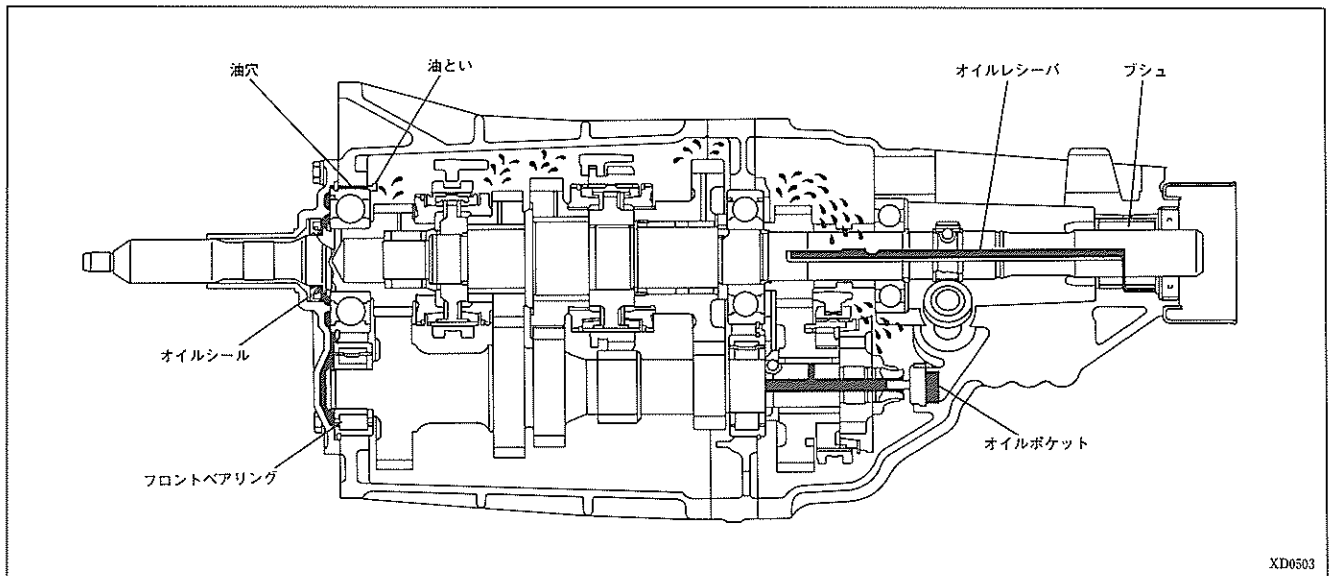 油穴
油とい
オイルレシーバ
ブシュ
オイルシール
フロントベアリング
オイルポケット
XD0503